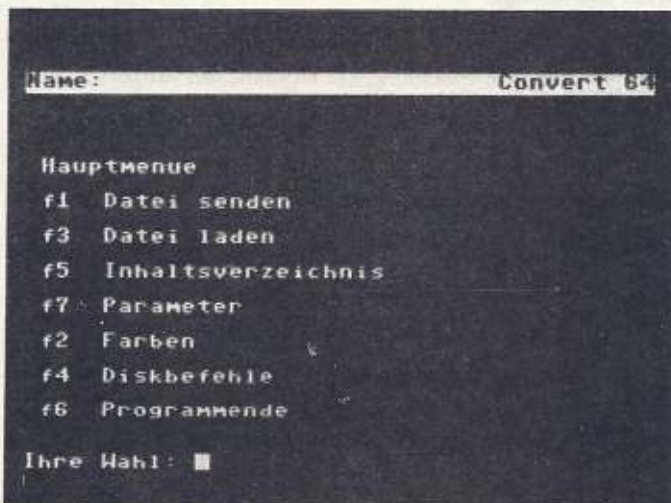 Name: Convert 64
Hauptmenue
f1 Datei senden
f3 Datei laden
f5 Inhaltsverzeichnis
f7 Parameter
f2 Farben
f4 Diskbefehle
f6 Programmende
Ihre Wahl: